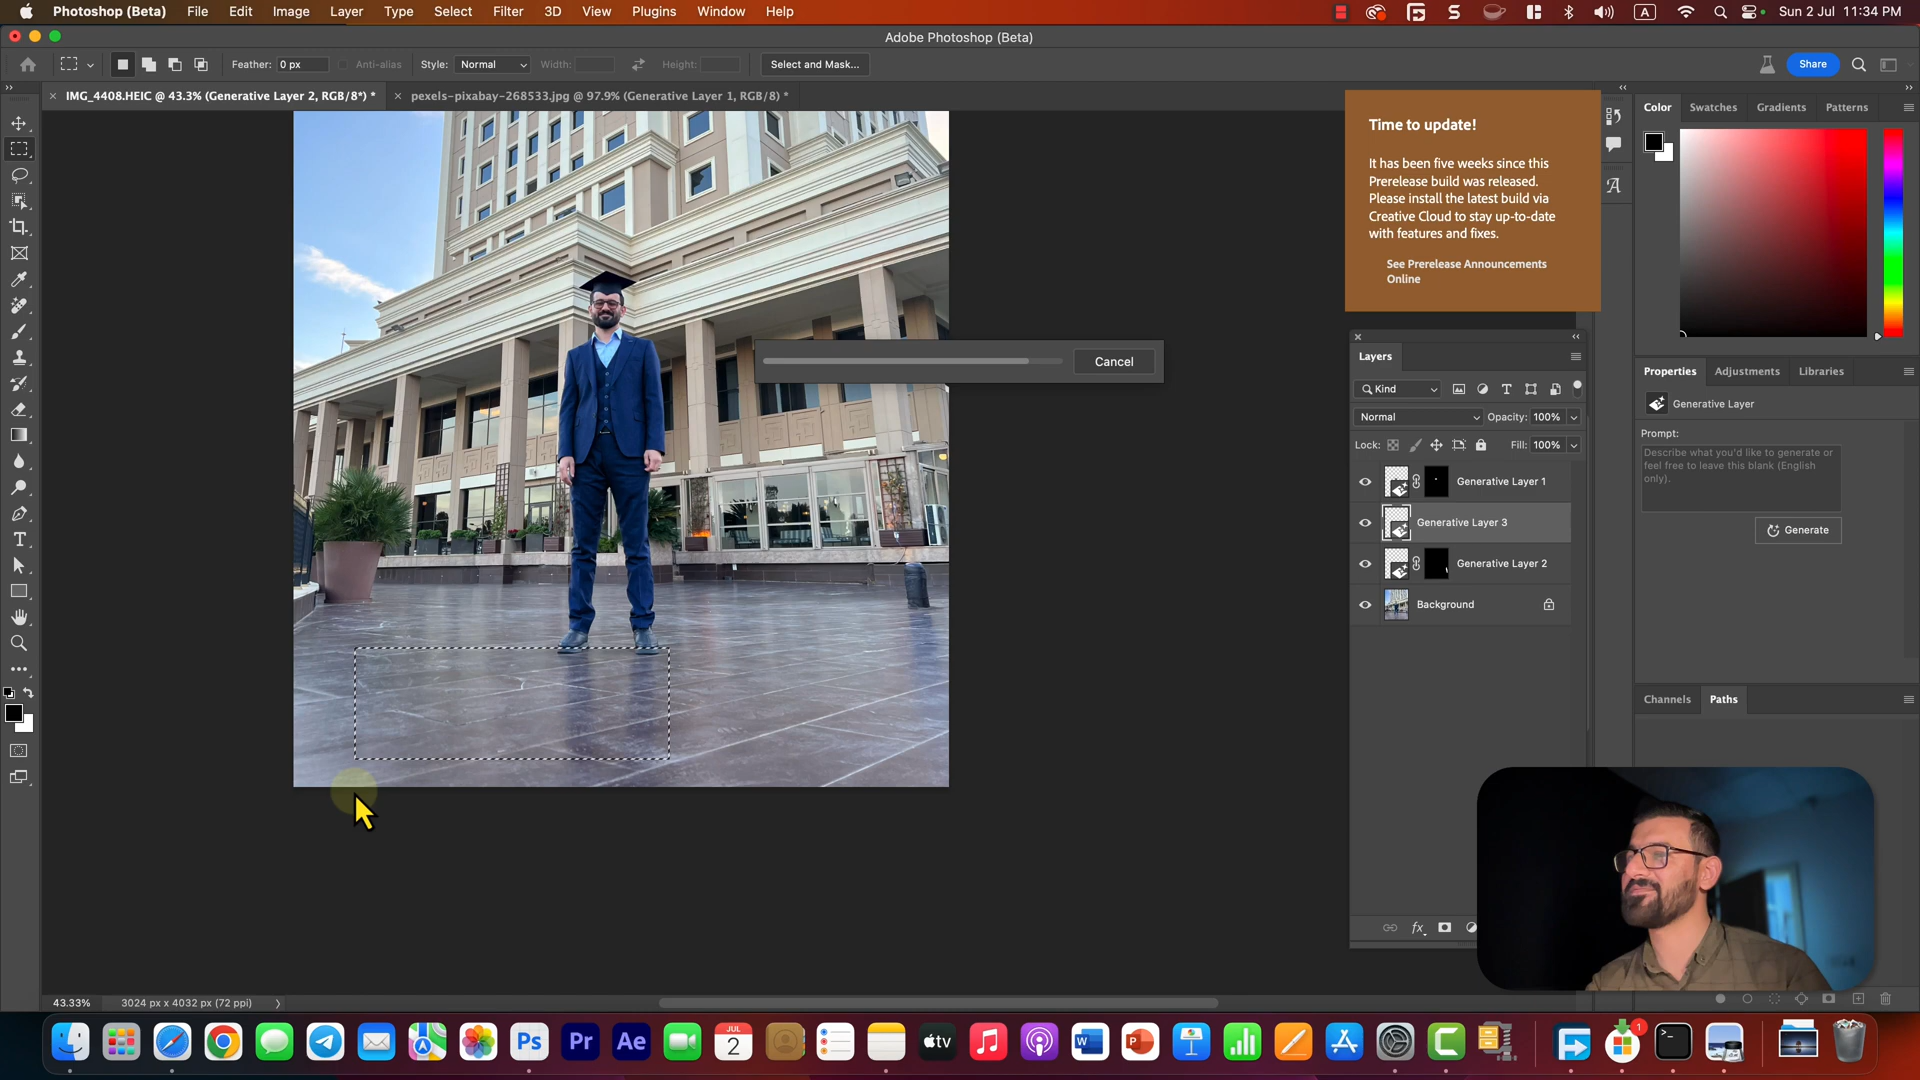 Photoshop (Beta) File Edit Image Layer Type Select Filter 3D View Plugins Window Help A Sun 2 Jul 11:34 PM
Adobe Photoshop (Beta)
Feather: 0 px Anti-alias Style: Normal Width: Height: Select and Mask... Share
IMG_4408.HEIC @ 43.3% (Generative Layer 2, RGB/8*) * pexels-pixabay-268533.jpg @ 97.9% (Generative Layer 1, RGB/8) *
Color Swatches Gradients Patterns
Time to update!
It has been five weeks since this
Prerelease build was released.
Please install the latest build via
Creative Cloud to stay up-to-date
with features and fixes.
See Prerelease Announcements
Online
Cancel
Layers
Kind
Normal Opacity: 100%
Lock: Fill: 100%
Generative Layer 1
Generative Layer 3
Generative Layer 2
Background
Properties Adjustments Libraries
Generative Layer
Prompt:
Describe what you'd like to generate or
feel free to leave this blank (English
only).
Generate
Channels Paths
43.33% 3024 px x 4032 px (72 ppi)
Ps Pr Ae
JUL
2
tv
W
P
1